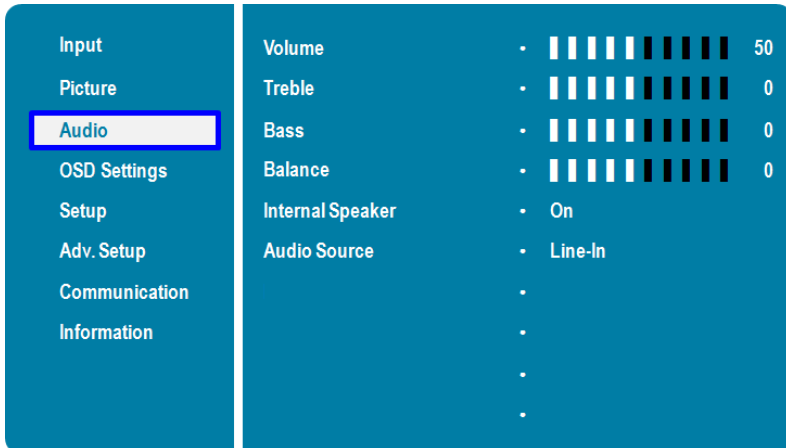 Input
Picture
Audio
OSD Settings
Setup
Adv. Setup
Communication
Information
Volume 50
Treble 0
Bass 0
Balance 0
Internal Speaker On
Audio Source Line-In